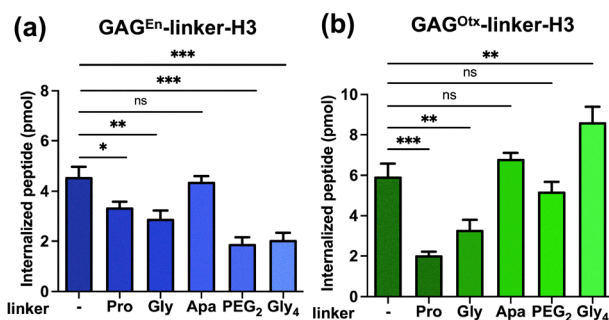 (a)
GAG^En-linker-H3
Internalized peptide (pmol)
8
6
4
2
0
***
***
ns
**
*
linker
- Pro Gly Apa PEG₂ Gly₄
(b)
GAG^Otx-linker-H3
Internalized peptide (pmol)
10
8
6
4
2
0
**
ns
ns
**
***
linker
- Pro Gly Apa PEG₂ Gly₄